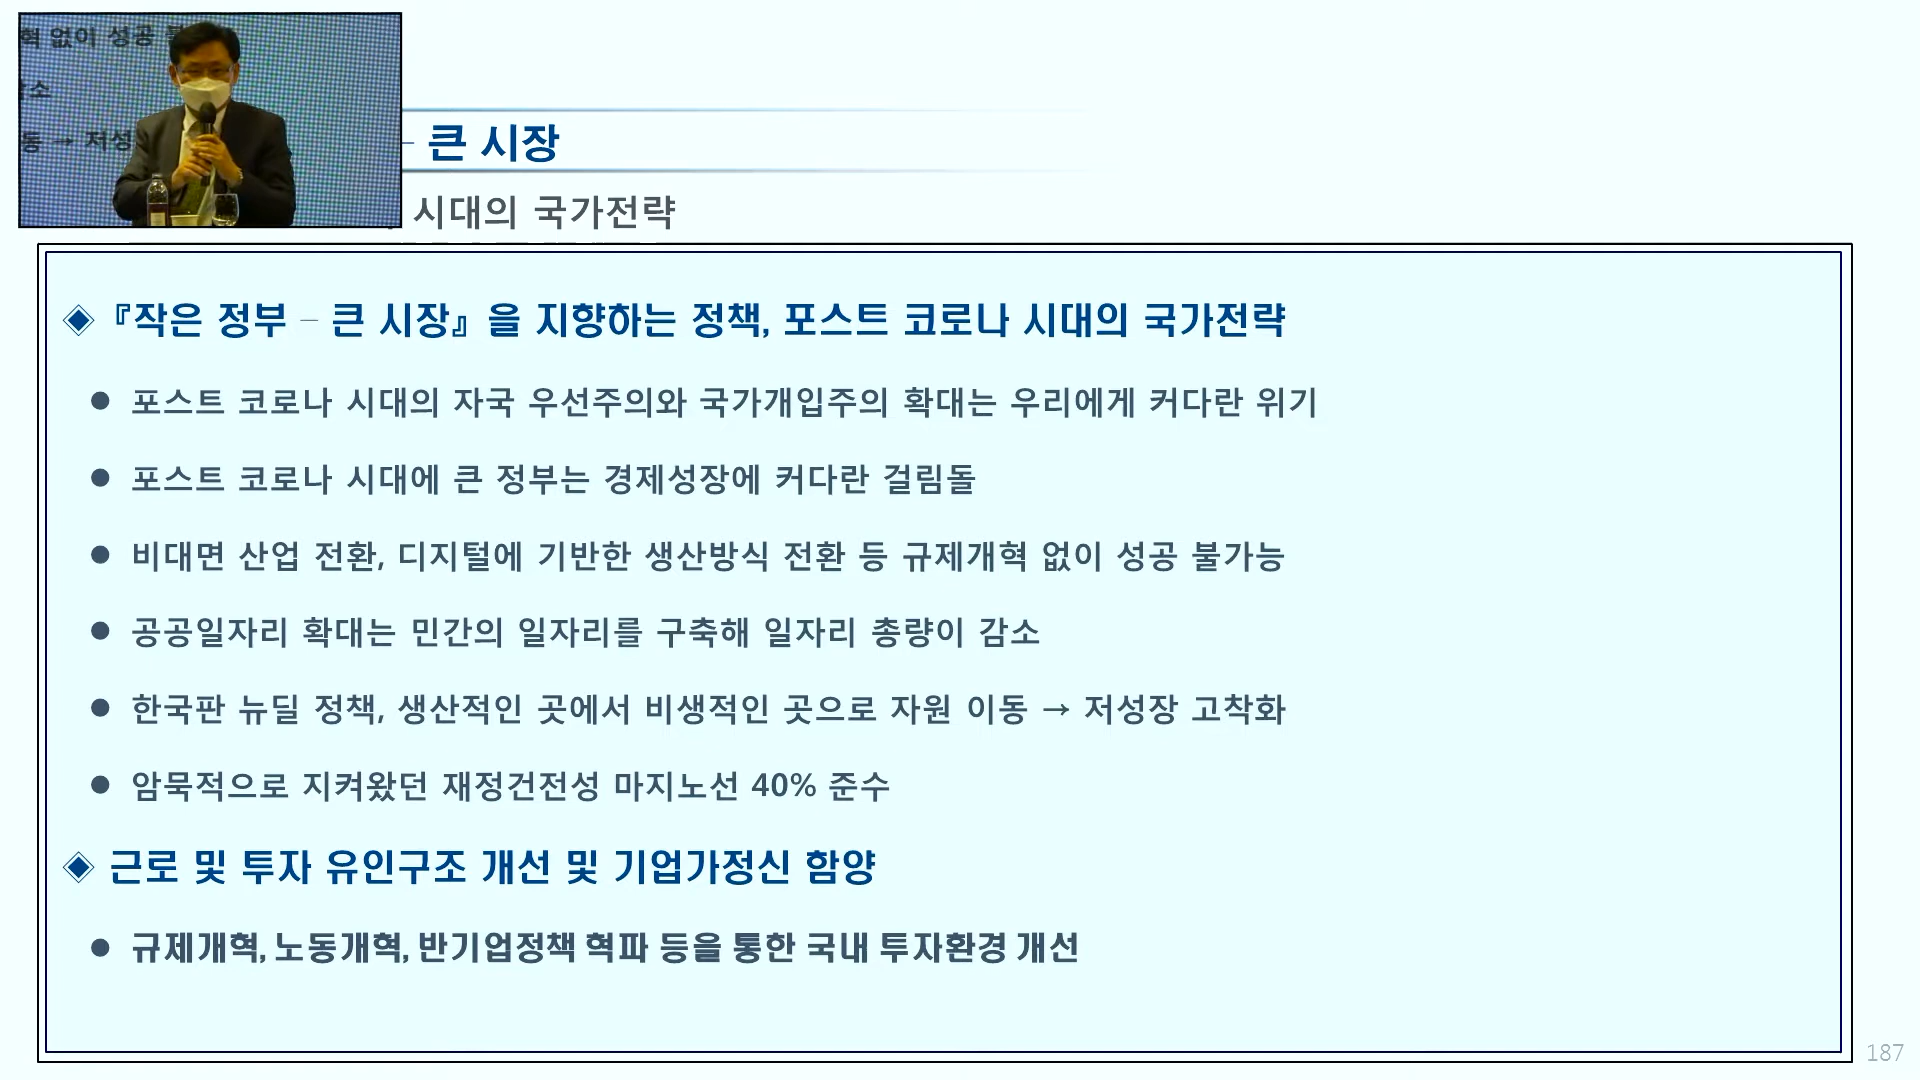 혁 없이 성공 불
감소
동 → 저성
– 큰 시장
시대의 국가전략
◈ 『작은 정부 – 큰 시장』을 지향하는 정책, 포스트 코로나 시대의 국가전략
● 포스트 코로나 시대의 자국 우선주의와 국가개입주의 확대는 우리에게 커다란 위기
● 포스트 코로나 시대에 큰 정부는 경제성장에 커다란 걸림돌
● 비대면 산업 전환, 디지털에 기반한 생산방식 전환 등 규제개혁 없이 성공 불가능
● 공공일자리 확대는 민간의 일자리를 구축해 일자리 총량이 감소
● 한국판 뉴딜 정책, 생산적인 곳에서 비생적인 곳으로 자원 이동 → 저성장 고착화
● 암묵적으로 지켜왔던 재정건전성 마지노선 40% 준수
◈ 근로 및 투자 유인구조 개선 및 기업가정신 함양
● 규제개혁, 노동개혁, 반기업정책 혁파 등을 통한 국내 투자환경 개선
187